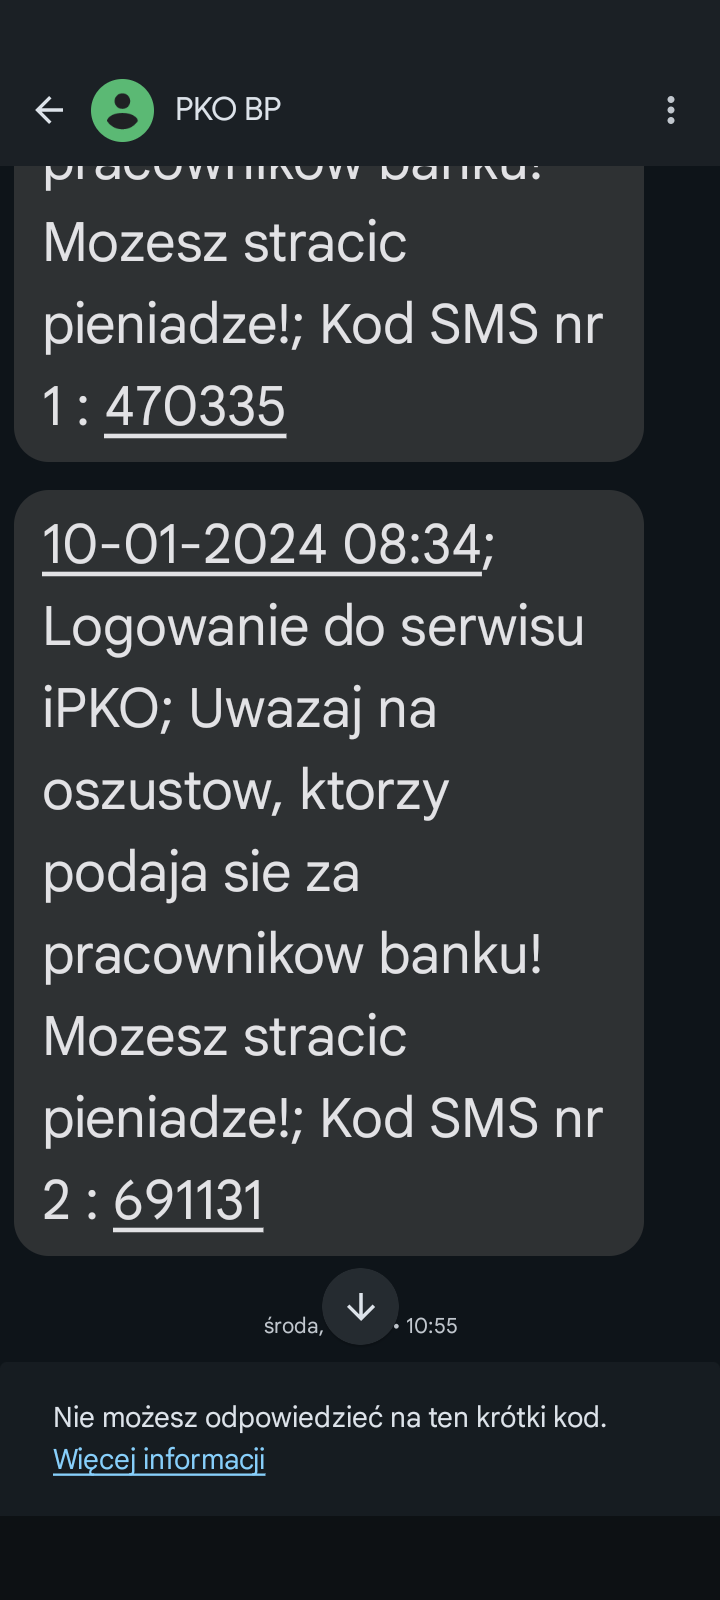 PKO BP
pracownikow banku!
Mozesz stracic
pieniadze!; Kod SMS nr
1 : 470335
10-01-2024 08:34;
Logowanie do serwisu
iPKO; Uwazaj na
oszustow, ktorzy
podaja sie za
pracownikow banku!
Mozesz stracic
pieniadze!; Kod SMS nr
2 : 691131
środa, • 10:55
Nie możesz odpowiedzieć na ten krótki kod.
Więcej informacji